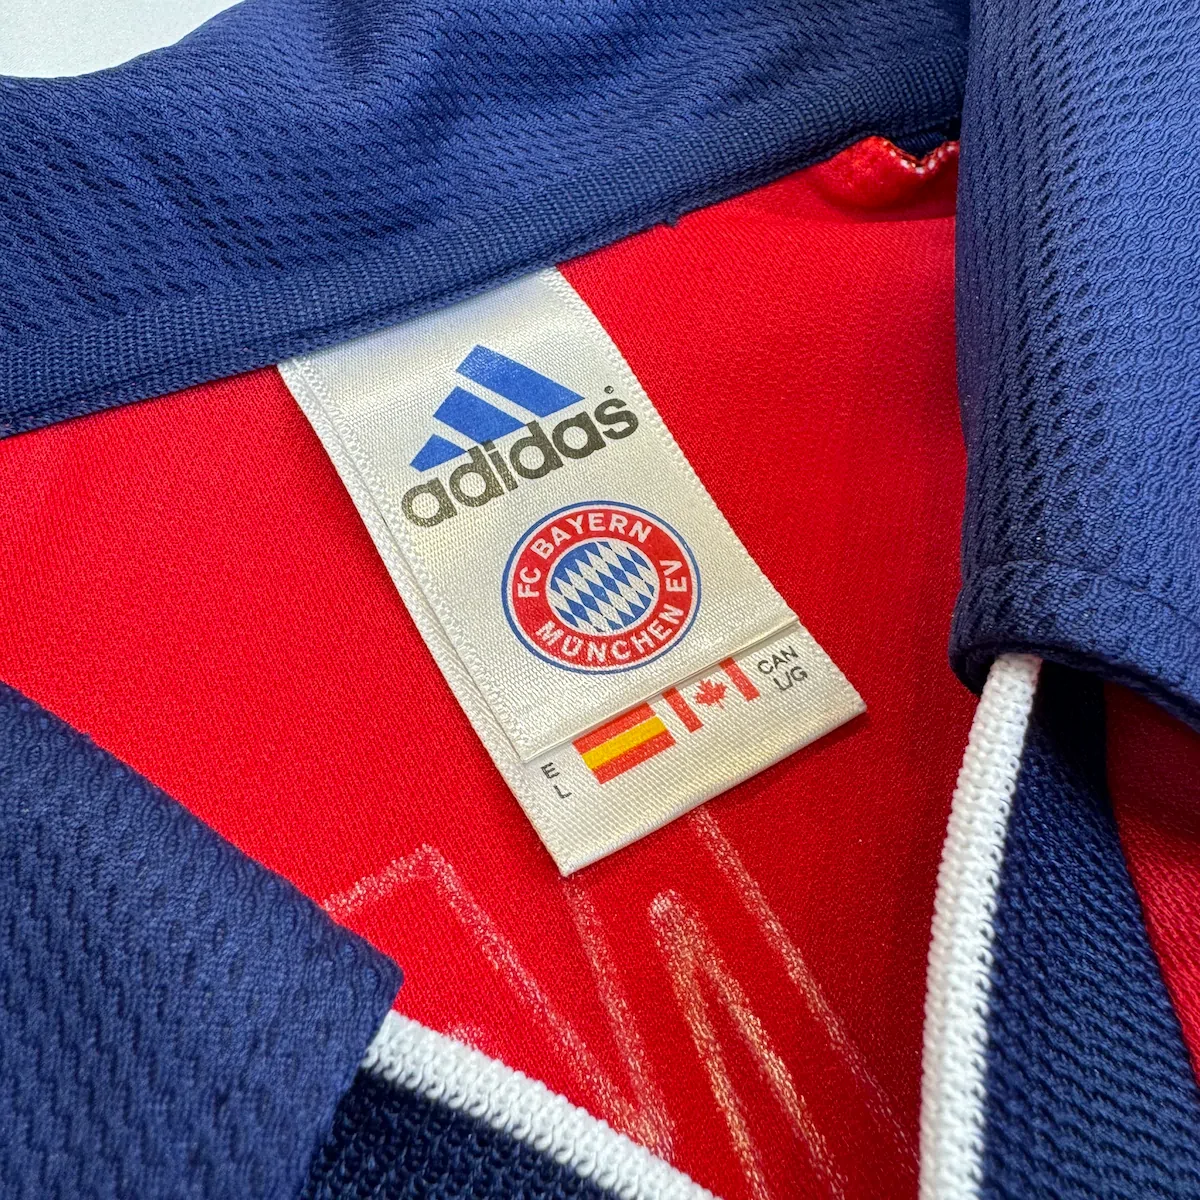 adidas®
FC BAYERN
MÜNCHEN EV
CAN
L/G
E
L